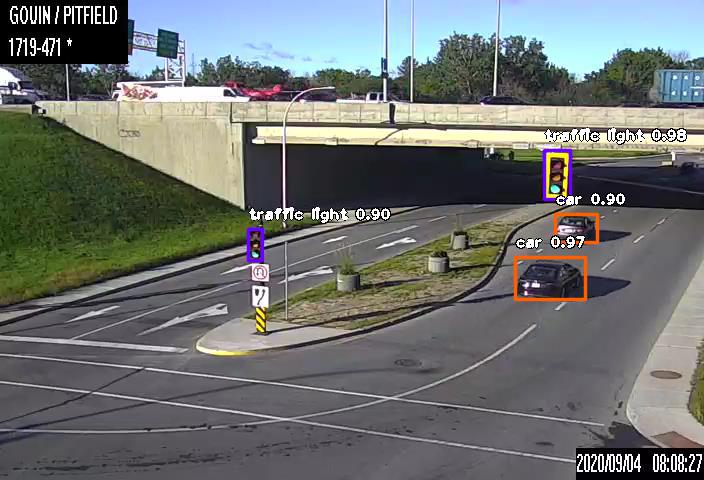 GOUIN / PITFIELD
1719-471 *
traffic light 0.98
car 0.90
traffic light 0.90
car 0.97
2020/09/04 08:08:27